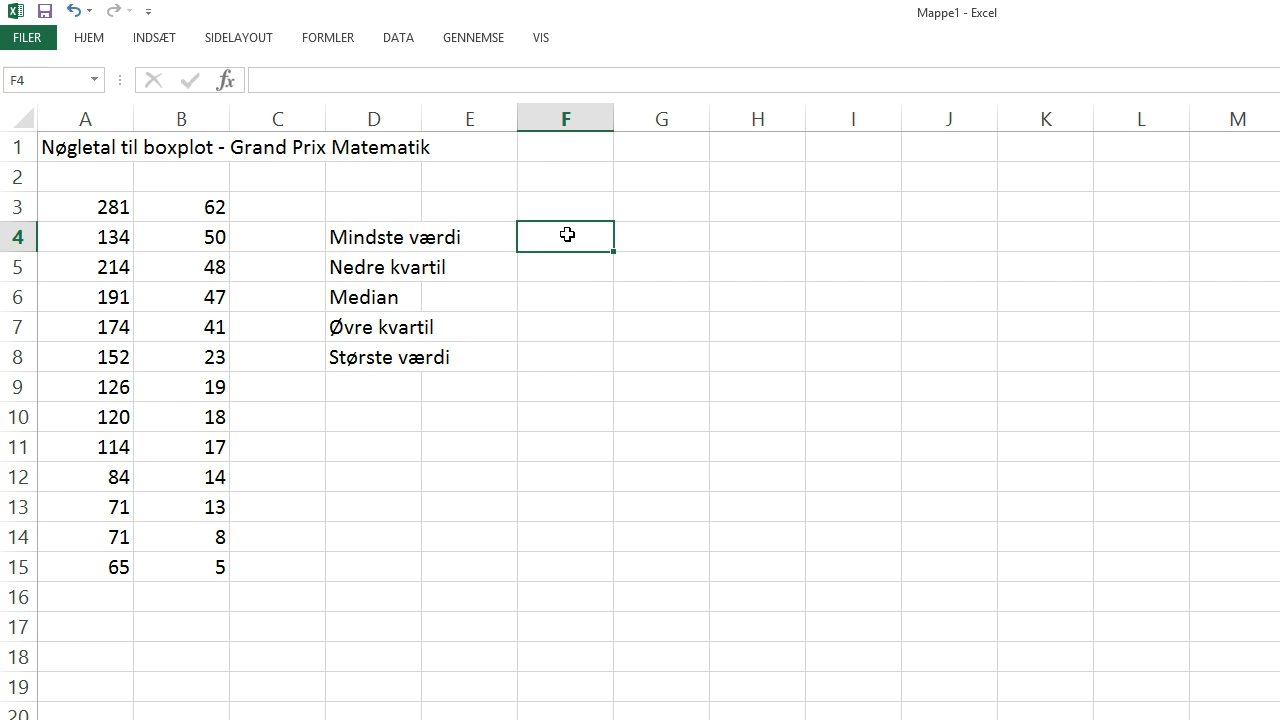 Mappe1 - Excel
FILER HJEM INDSÆT SIDELAYOUT FORMLER DATA GENNEMSE VIS
F4 fx
A B C D E F G H I J K L M
1 Nøgletal til boxplot - Grand Prix Matematik
2
3 281 62
4 134 50 Mindste værdi
5 214 48 Nedre kvartil
6 191 47 Median
7 174 41 Øvre kvartil
8 152 23 Største værdi
9 126 19
10 120 18
11 114 17
12 84 14
13 71 13
14 71 8
15 65 5
16
17
18
19
20